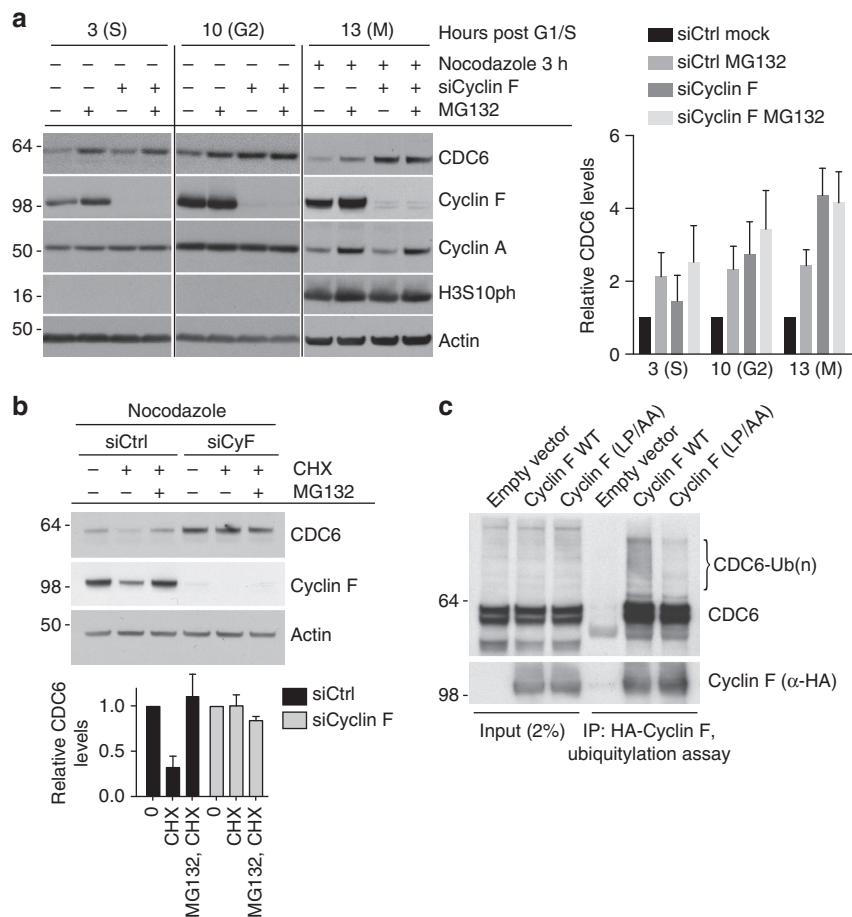 a
3 (S) 10 (G2) 13 (M) Hours post G1/S
– – – – – – – – + + + + Nocodazole 3 h
– – + + – – + + – – + + siCyclin F
– + – + – + – + – + – + MG132
64 - CDC6
98 - Cyclin F
50 - Cyclin A
16 - H3S10ph
50 - Actin
siCtrl mock
siCtrl MG132
siCyclin F
siCyclin F MG132
Relative CDC6 levels
6
4
2
0
3 (S) 10 (G2) 13 (M)
b
Nocodazole
siCtrl siCyF
– + + – + + CHX
– – + – – + MG132
64 - CDC6
98 - Cyclin F
50 - Actin
Relative CDC6
levels
1.0
0.5
0.0
0
CHX
MG132, CHX
0
CHX
MG132, CHX
siCtrl
siCyclin F
c
Empty vector
Cyclin F WT
Cyclin F (LP/AA)
Empty vector
Cyclin F WT
Cyclin F (LP/AA)
CDC6-Ub(n)
64 - CDC6
98 - Cyclin F (α-HA)
Input (2%)
IP: HA-Cyclin F,
ubiquitylation assay